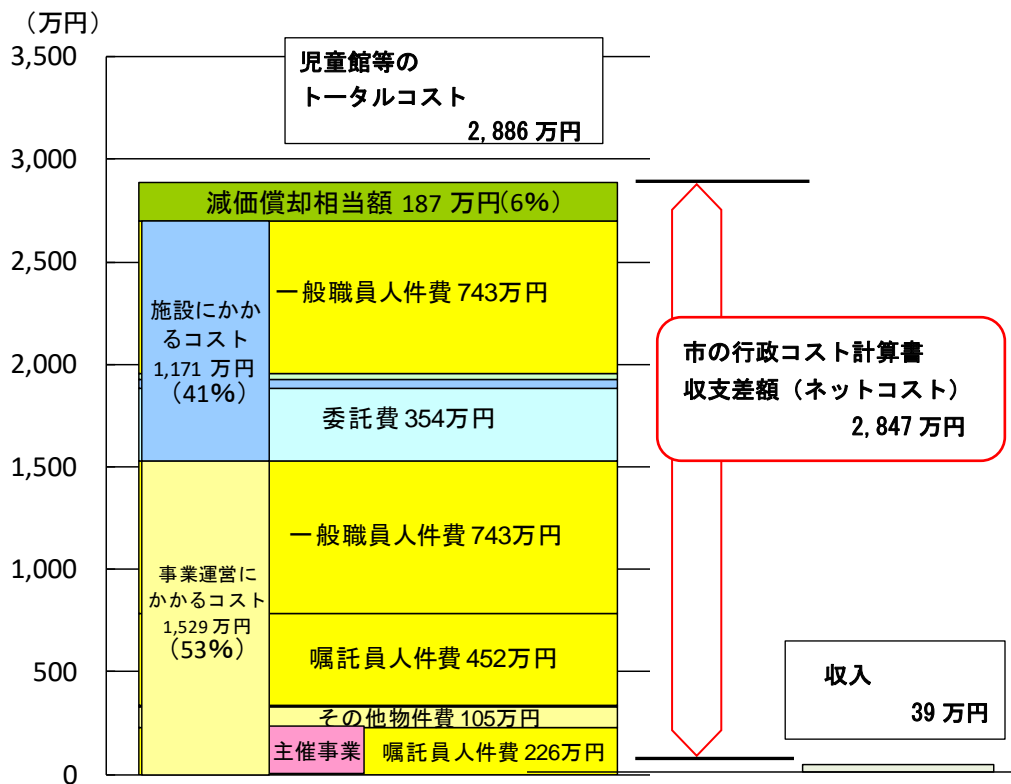 （万円）
3,500
3,000
2,500
2,000
1,500
1,000
500
0
児童館等の
トータルコスト
2,886 万円
減価償却相当額 187 万円(6%）
施設にかか
るコスト
1,171 万円
（41%）
一般職員人件費 743万円
委託費 354万円
事業運営に
かかるコスト
1,529 万円
（53%）
一般職員人件費 743万円
嘱託員人件費 452万円
その他物件費 105万円
主催事業
嘱託員人件費 226万円
市の行政コスト計算書
収支差額（ネットコスト）
2,847 万円
収入
39 万円